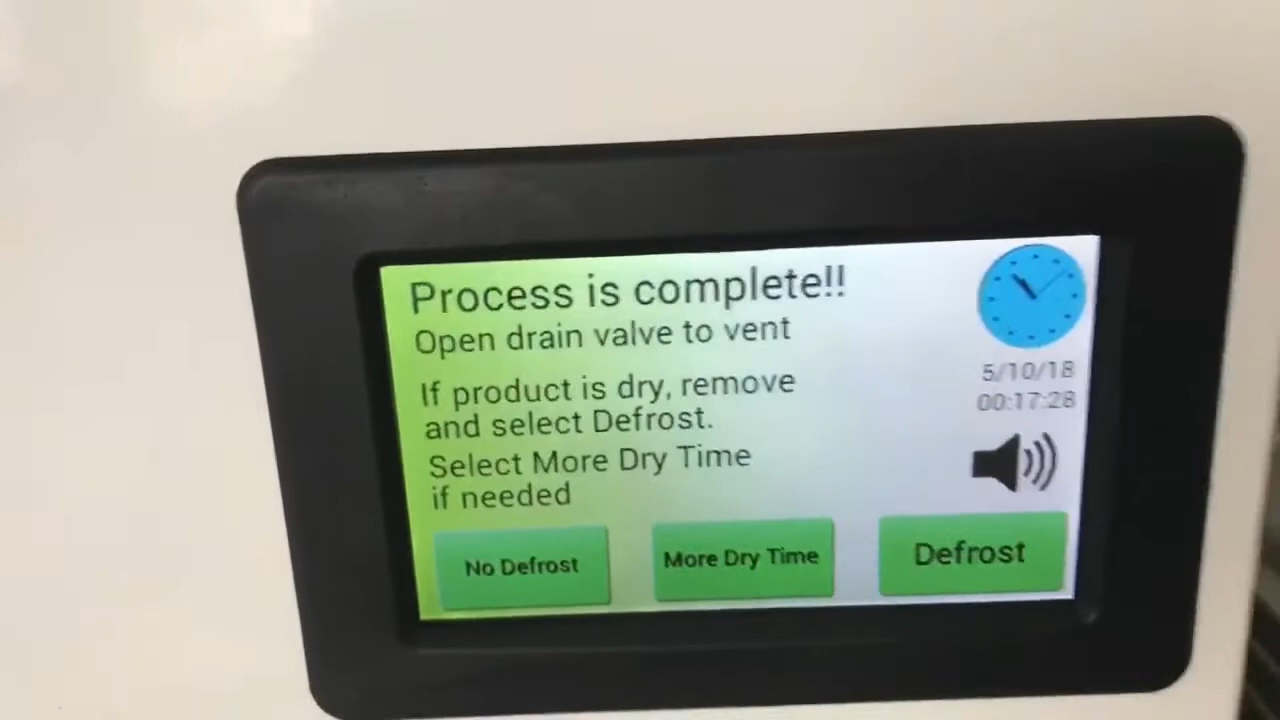 Process is complete!!
Open drain valve to vent
If product is dry, remove
and select Defrost.
Select More Dry Time
if needed
5/10/18
00:17:28
No Defrost
More Dry Time
Defrost